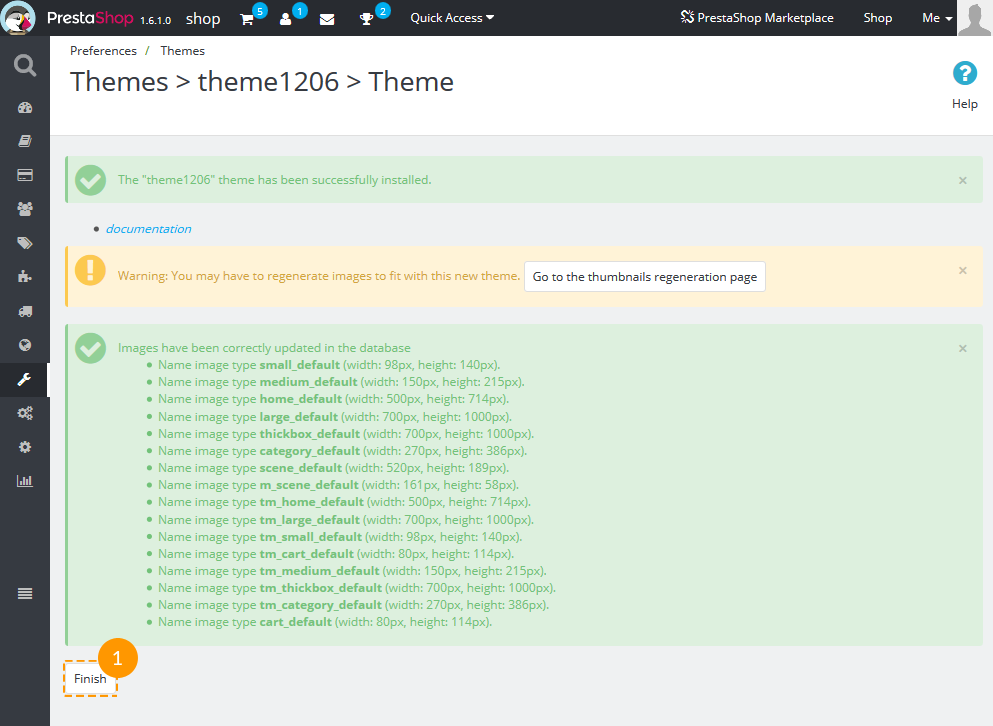 PrestaShop 1.6.1.0 shop 5 1 2 Quick Access PrestaShop Marketplace Shop Me
Preferences / Themes
Themes > theme1206 > Theme
? Help
The "theme1206" theme has been successfully installed. ×
documentation
Warning: You may have to regenerate images to fit with this new theme. Go to the thumbnails regeneration page ×
Images have been correctly updated in the database ×
Name image type small_default (width: 98px, height: 140px).
Name image type medium_default (width: 150px, height: 215px).
Name image type home_default (width: 500px, height: 714px).
Name image type large_default (width: 700px, height: 1000px).
Name image type thickbox_default (width: 700px, height: 1000px).
Name image type category_default (width: 270px, height: 386px).
Name image type scene_default (width: 520px, height: 189px).
Name image type m_scene_default (width: 161px, height: 58px).
Name image type tm_home_default (width: 500px, height: 714px).
Name image type tm_large_default (width: 700px, height: 1000px).
Name image type tm_small_default (width: 98px, height: 140px).
Name image type tm_cart_default (width: 80px, height: 114px).
Name image type tm_medium_default (width: 150px, height: 215px).
Name image type tm_thickbox_default (width: 700px, height: 1000px).
Name image type tm_category_default (width: 270px, height: 386px).
Name image type cart_default (width: 80px, height: 114px).
1
Finish